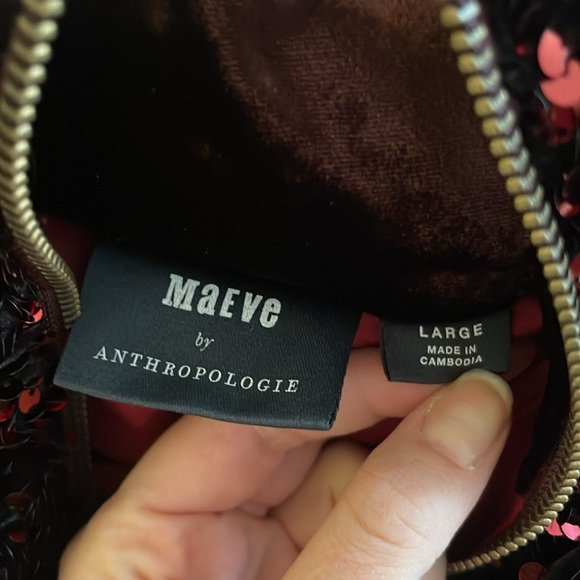 MaEve
by
ANTHROPOLOGIE
LARGE
MADE IN
CAMBODIA